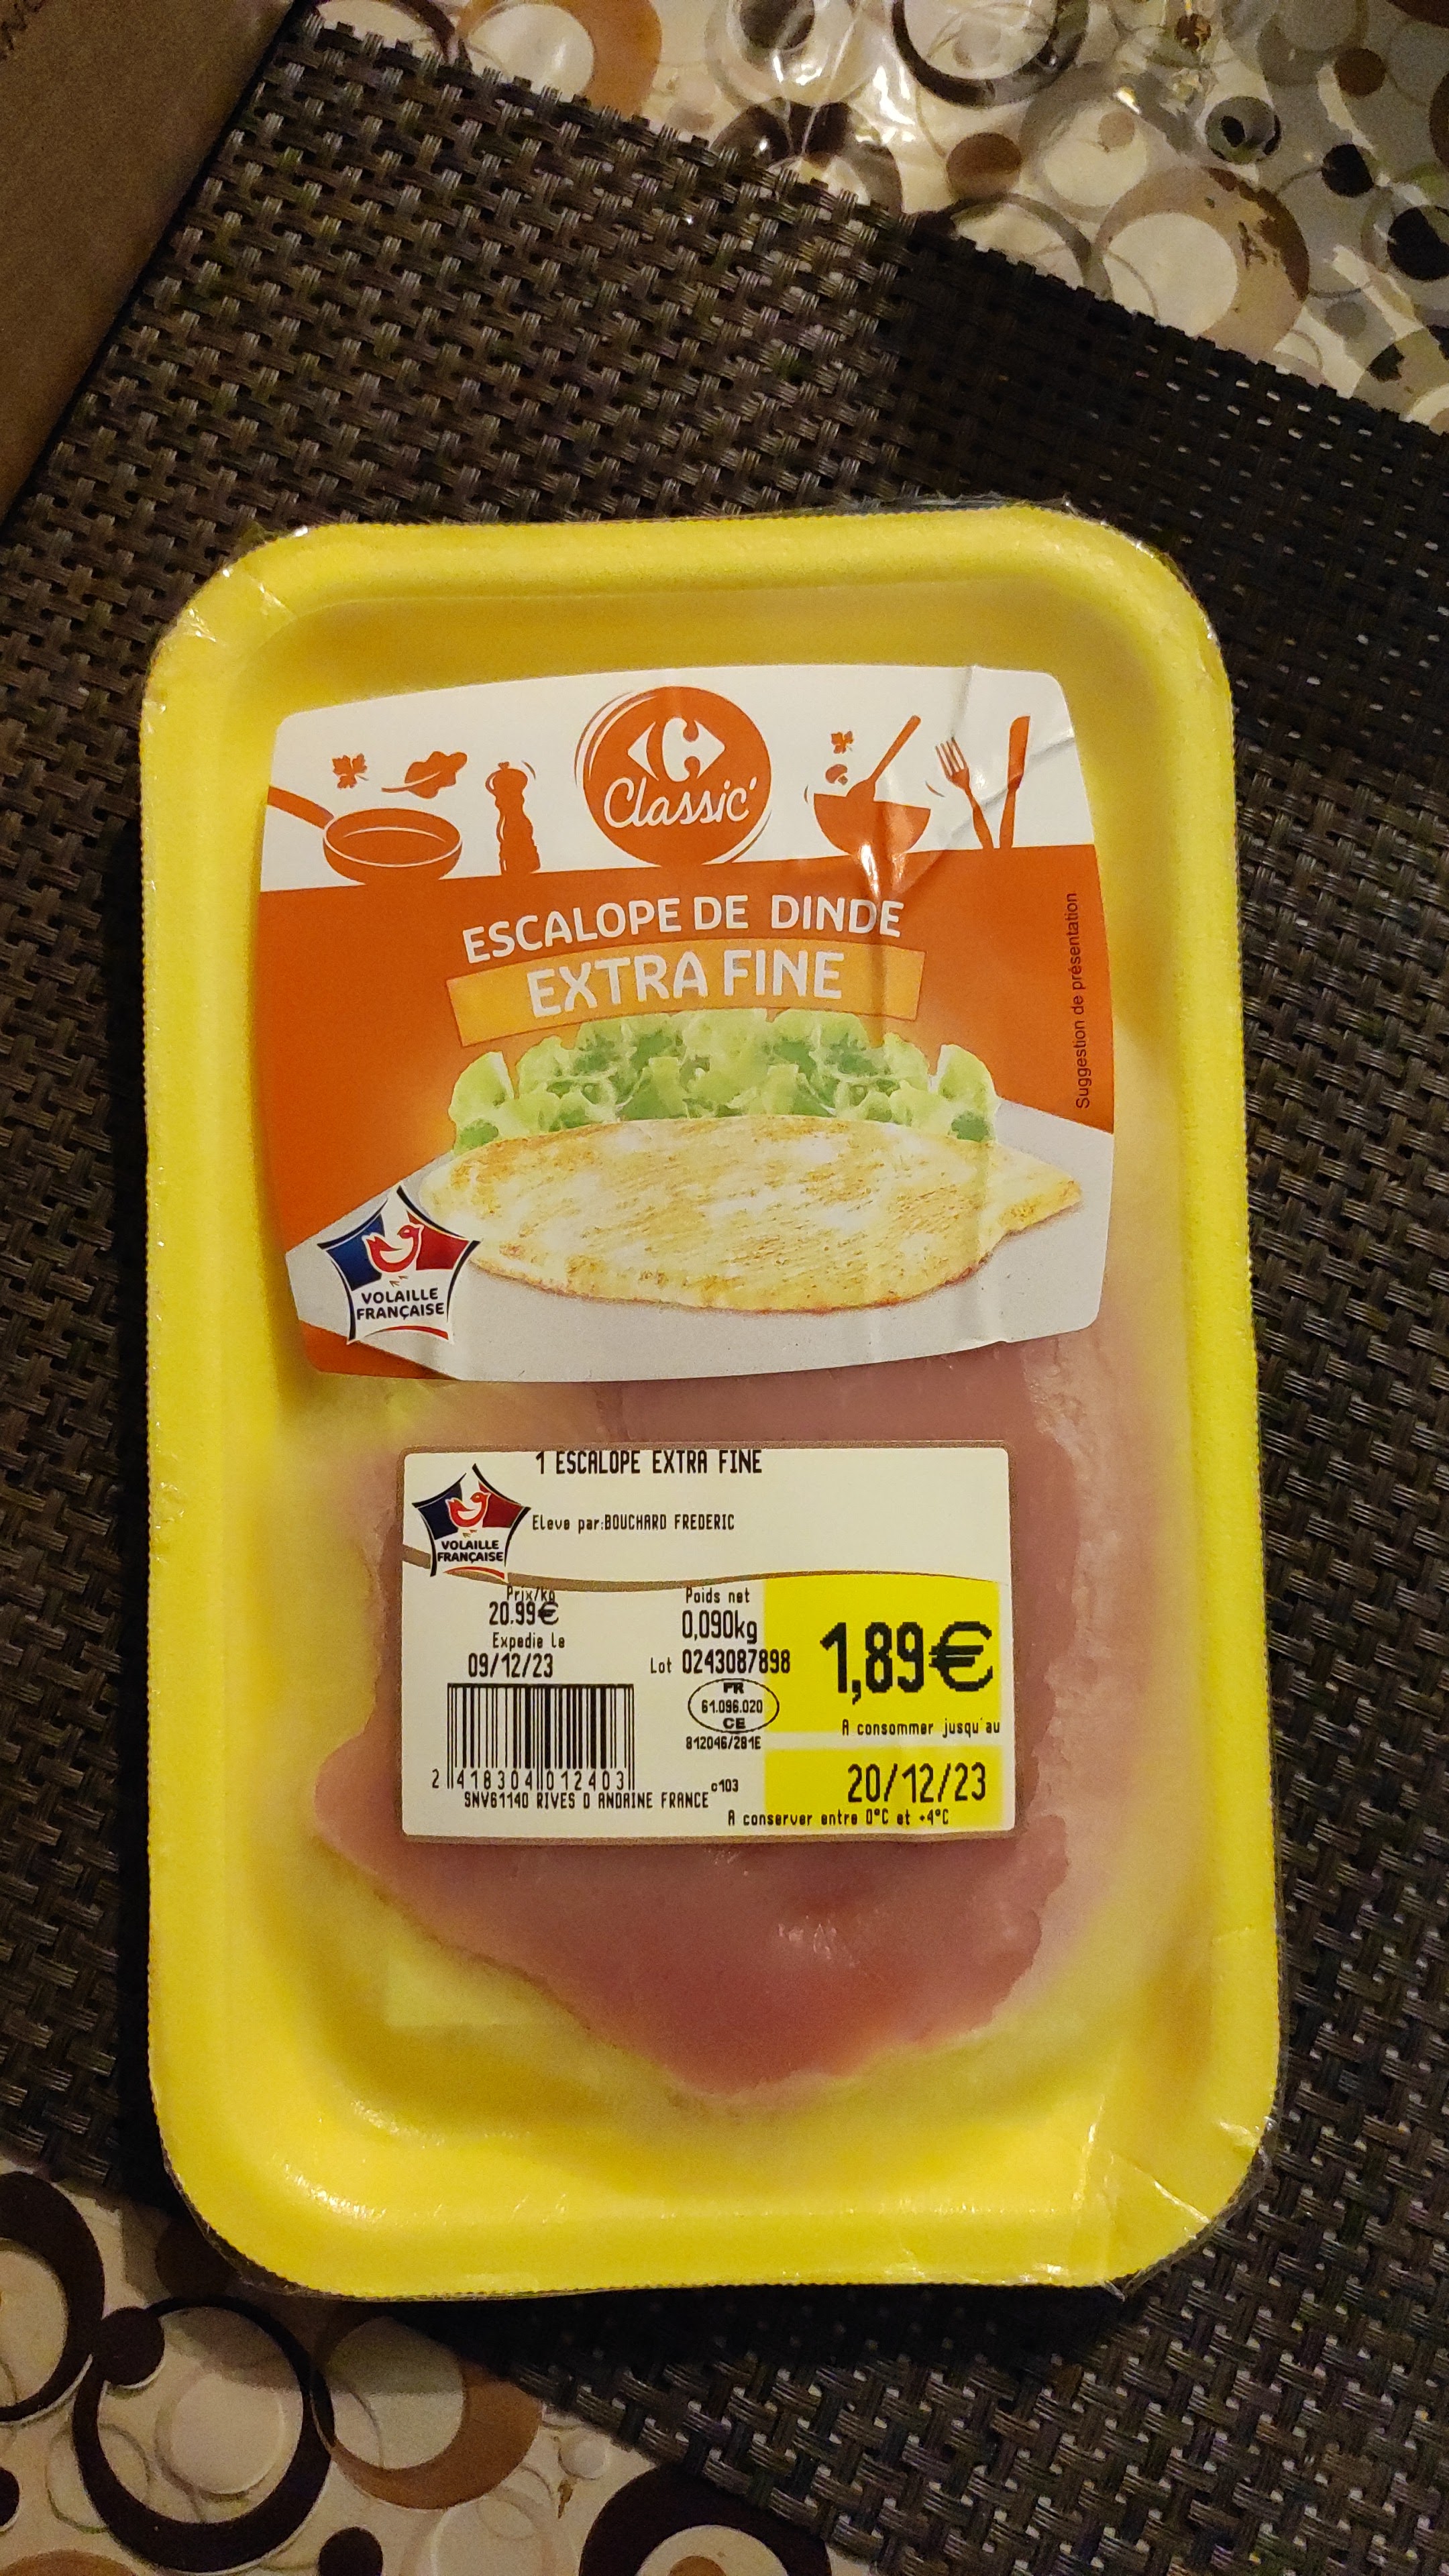 Classic'
ESCALOPE DE DINDE
EXTRA FINE
Suggestion de présentation
VOLAILLE
FRANÇAISE
1 ESCALOPE EXTRA FINE
VOLAILLE
FRANÇAISE
Eleve par:BOUCHARD FREDERIC
Prix/kg
20.99€
Poids net
0,090kg
1,89€
Expedie Le
09/12/23
Lot 0243087898
FR
61.096.020
CE
812046/281E
A consommer jusqu'au
20/12/23
2 418304 012403
c103
SNV61140 RIVES D ANDAINE FRANCE
A conserver entre 0°C et +4°C